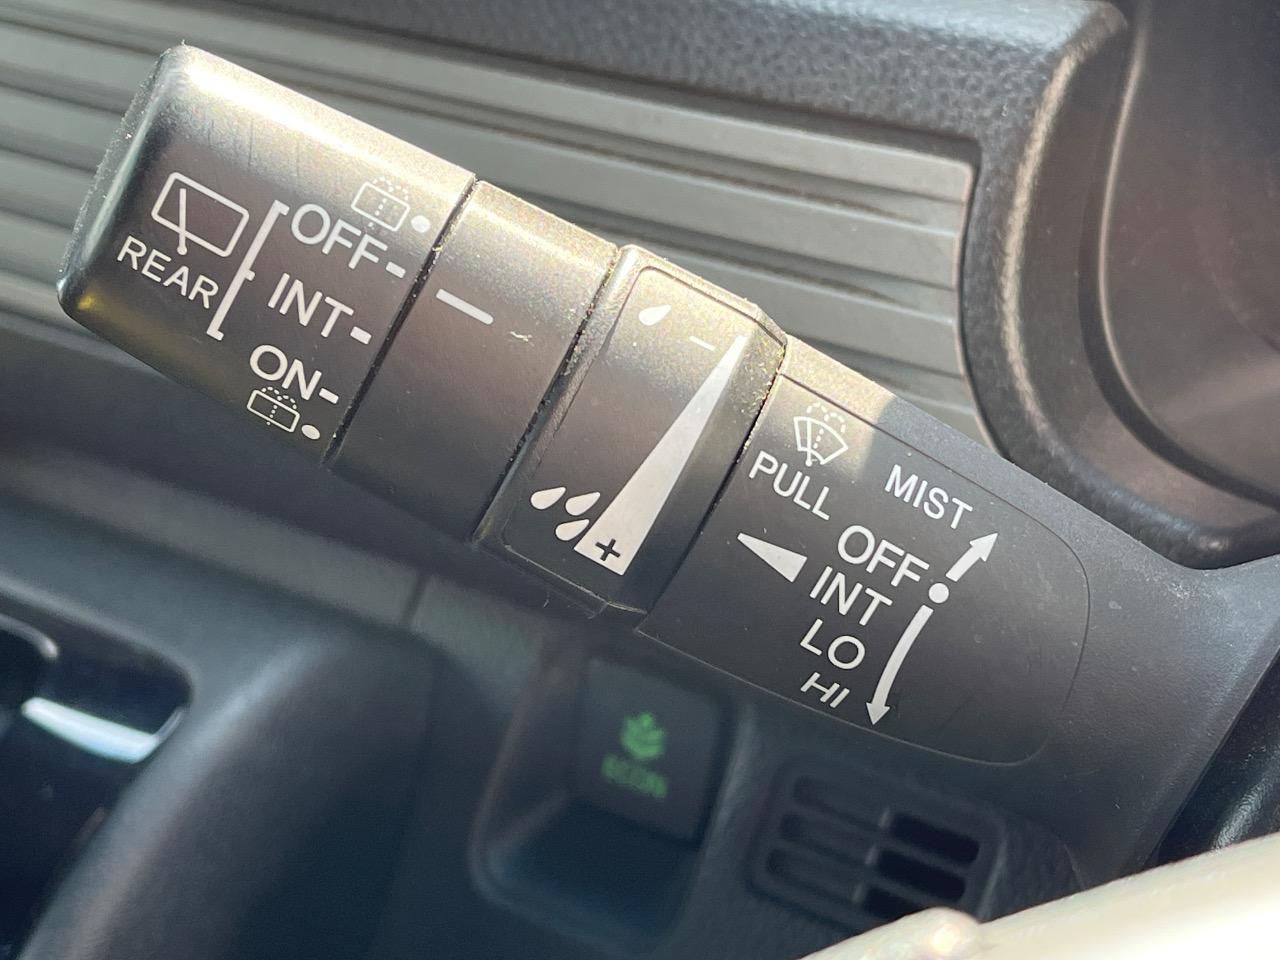 REAR
OFF-
INT-
ON-
−
+
PULL
MIST
OFF
INT
LO
HI
ECON